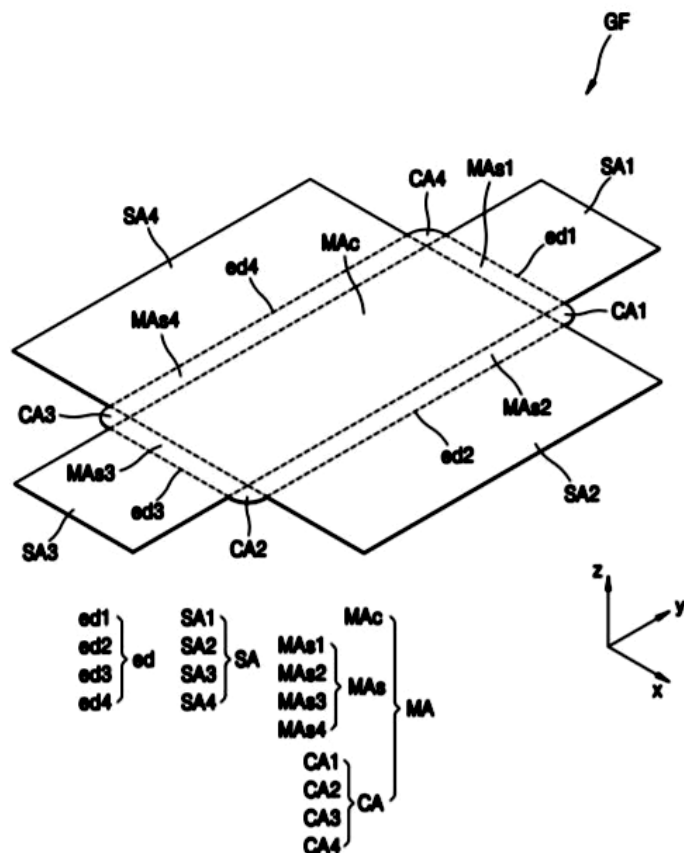 GF
SA1
MAs1
CA4
SA4
MAc
ed1
ed4
CA1
MAs4
MAs2
CA3
ed2
MAs3
SA2
ed3
SA3
CA2
z
y
x
ed1
ed2
ed3
ed4
ed
SA1
SA2
SA3
SA4
SA
MAc
MAs1
MAs2
MAs3
MAs4
MAs
MA
CA1
CA2
CA3
CA4
CA